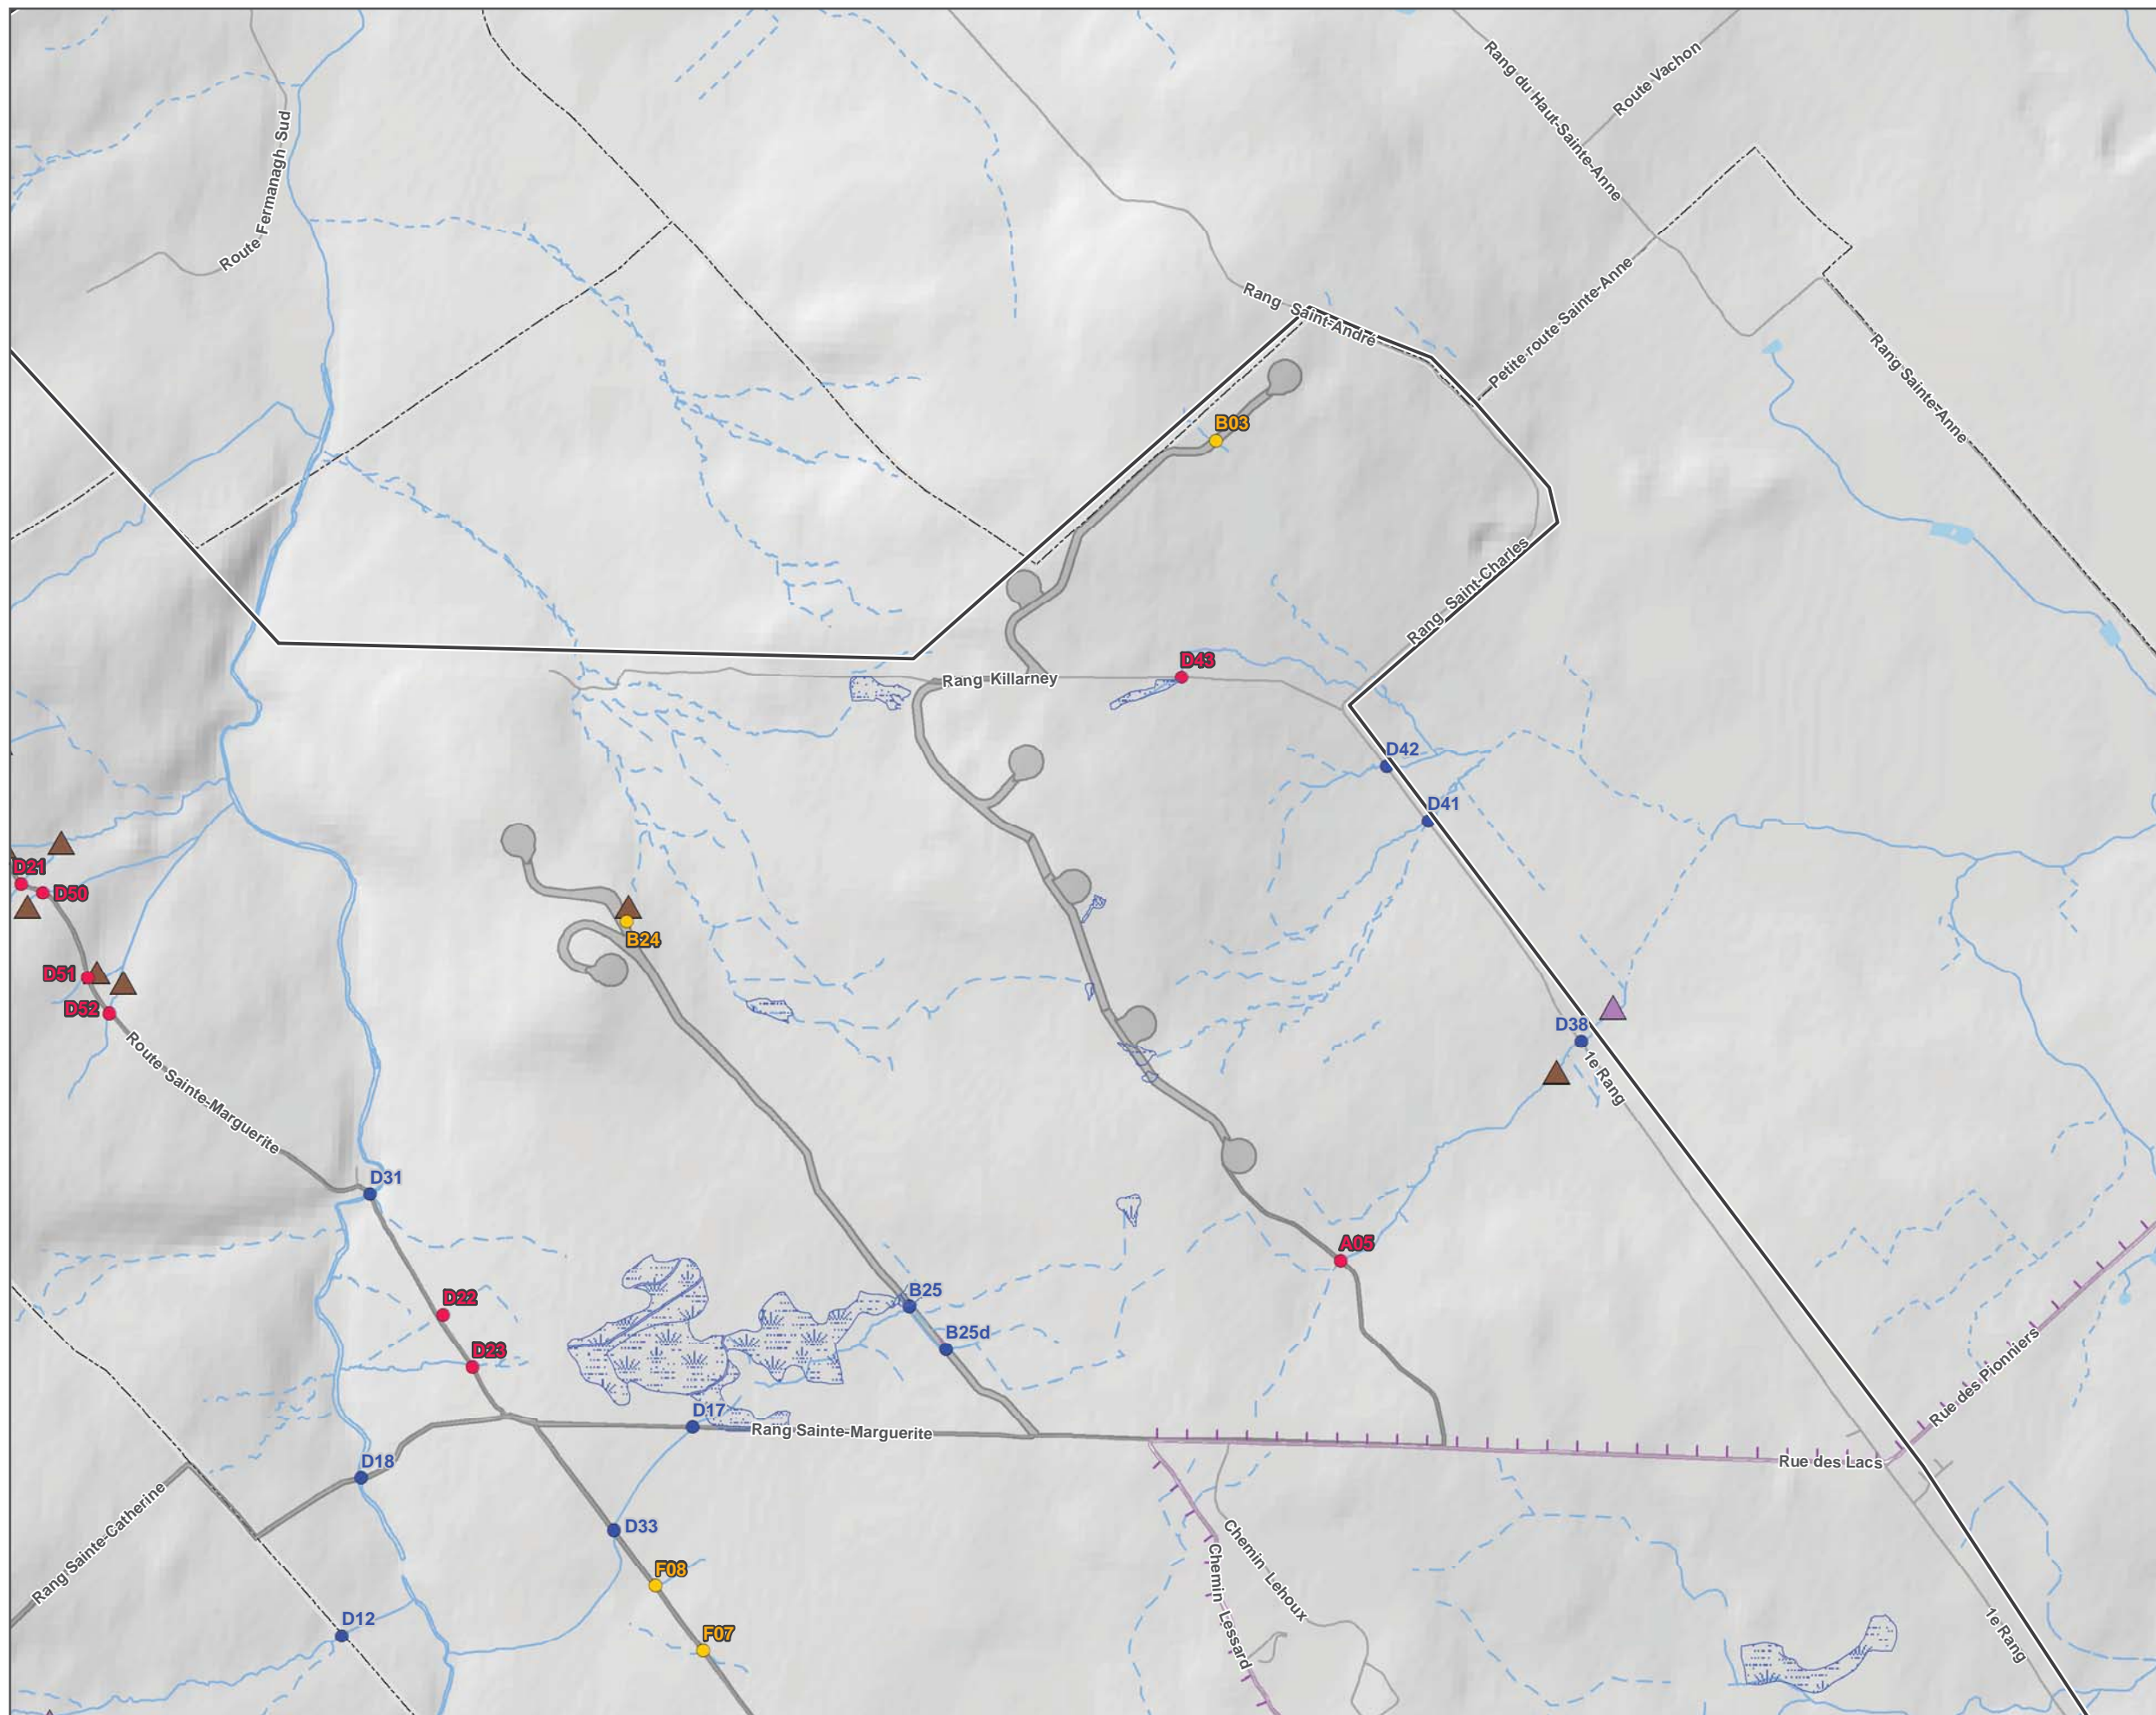 Rang du Haut-Sainte-Anne
Route Vachon
Route Fermanagh Sud
Rang Saint-André
Petite route Sainte-Anne
Rang Sainte-Anne
B03
Rang Saint-Charles
D43
Rang Killarney
D42
D41
D21
D50
B24
D51
D52
D38
1e Rang
Route Sainte-Marguerite
D31
A05
D22
B25
B25d
D23
Rue des Pionniers
D17
Rang Sainte-Marguerite
D18
Rue des Lacs
Rang Sainte-Catherine
D33
Chemin Lehoux
Chemin Lessard
F08
D12
F07
1e Rang